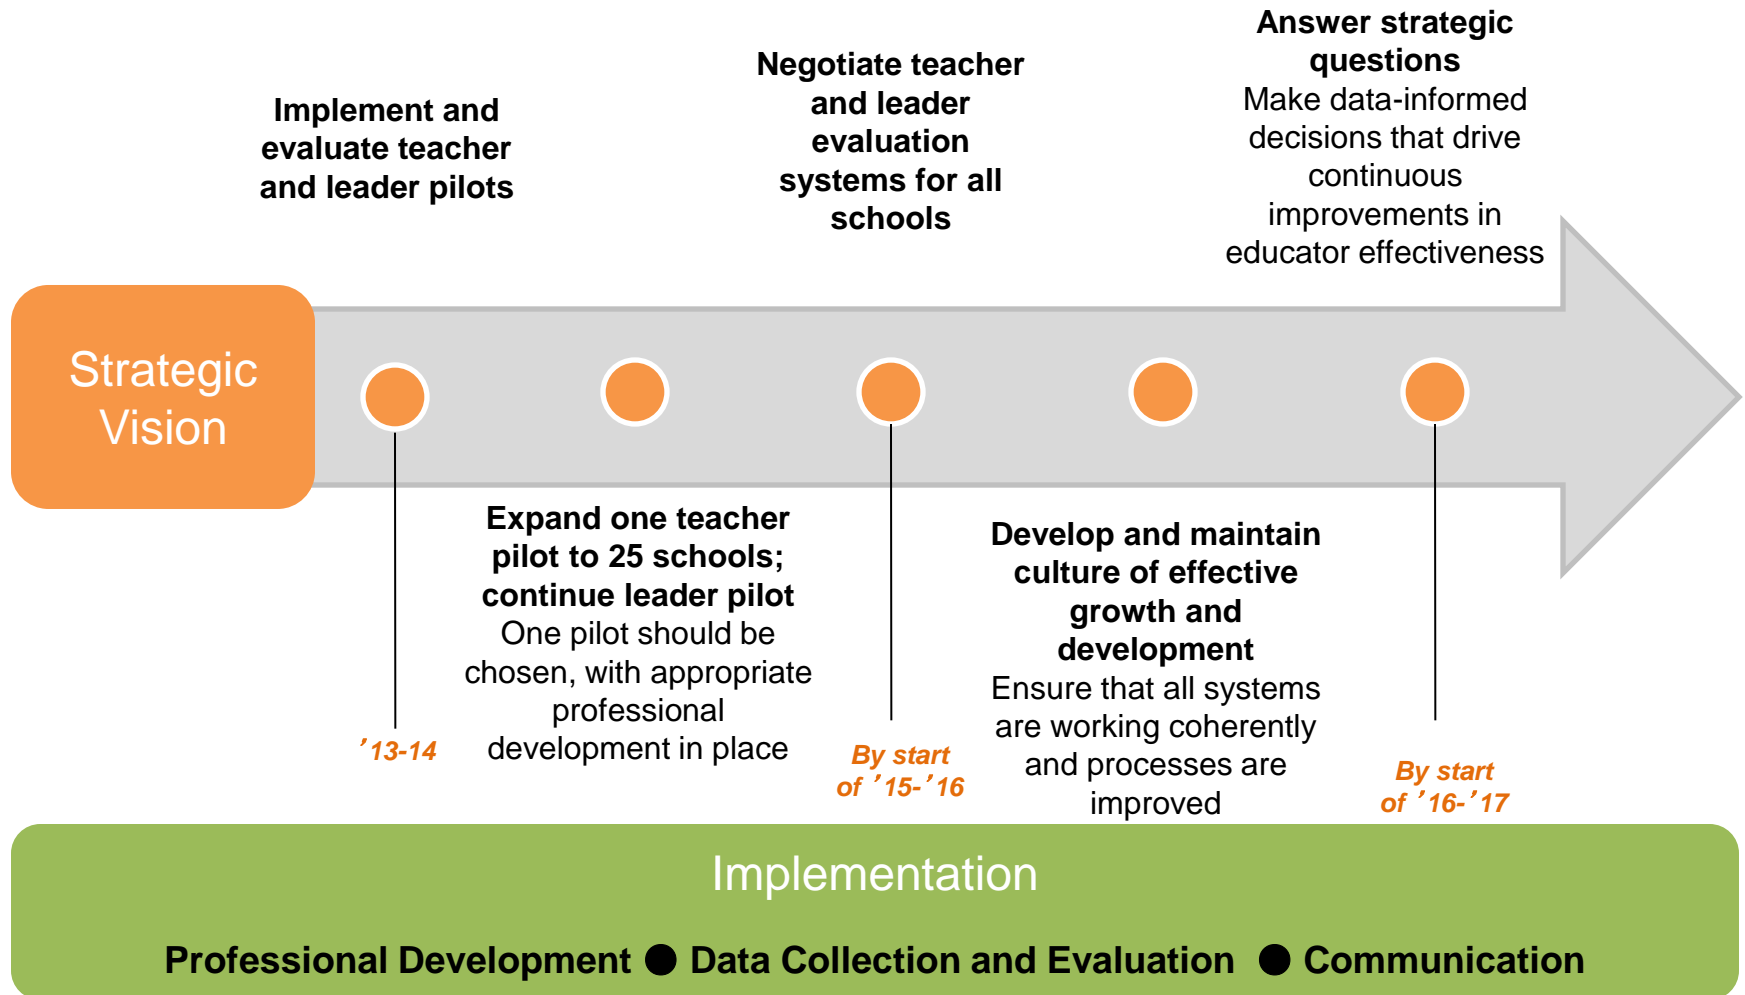 Implement and
evaluate teacher
and leader pilots
Negotiate teacher
and leader
evaluation
systems for all
schools
Answer strategic
questions
Make data-informed
decisions that drive
continuous
improvements in
educator effectiveness
Strategic
Vision
’13-14
Expand one teacher
pilot to 25 schools;
continue leader pilot
One pilot should be
chosen, with appropriate
professional
development in place
By start
of ’15-’16
Develop and maintain
culture of effective
growth and
development
Ensure that all systems
are working coherently
and processes are
improved
By start
of ’16-’17
Implementation
Professional Development ● Data Collection and Evaluation ● Communication